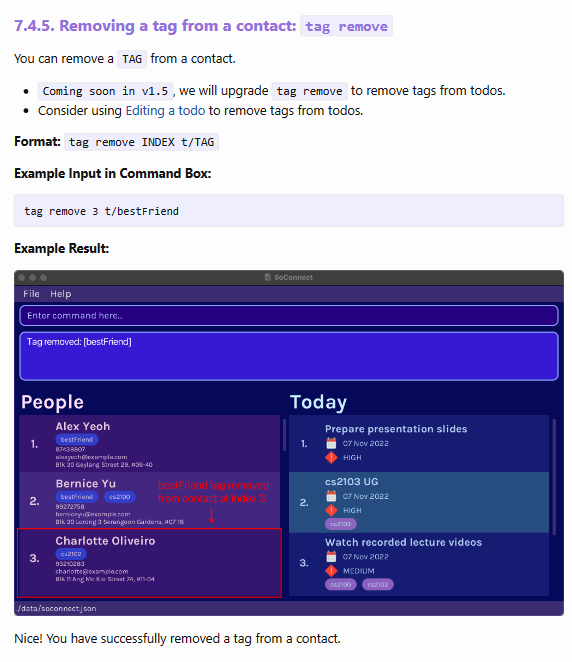 7.4.5. Removing a tag from a contact: tag remove
You can remove a TAG from a contact.
Coming soon in v1.5, we will upgrade tag remove to remove tags from todos.
Consider using Editing a todo to remove tags from todos.
Format: tag remove INDEX t/TAG
Example Input in Command Box:
tag remove 3 t/bestFriend
Example Result:
SoConnect
File Help
Enter command here...
Tag removed: [bestFriend]
People
1. Alex Yeoh
bestFriend
87438807
alexyeoh@example.com
Blk 30 Geylang Street 29, #06-40
2. Bernice Yu
bestFriend cs2100
99272758
berniceyu@example.com
Blk 30 Lorong 3 Serangoon Gardens, #07-18
bestFriend tag removed
from contact at index 3
3. Charlotte Oliveiro
cs2102
93210283
charlotte@example.com
Blk 11 Ang Mo Kio Street 74, #11-04
Today
1. Prepare presentation slides
07 Nov 2022
HIGH
2. cs2103 UG
07 Nov 2022
HIGH
cs2103
3. Watch recorded lecture videos
07 Nov 2022
MEDIUM
cs2100 cs2103
./data/soconnect.json
Nice! You have successfully removed a tag from a contact.